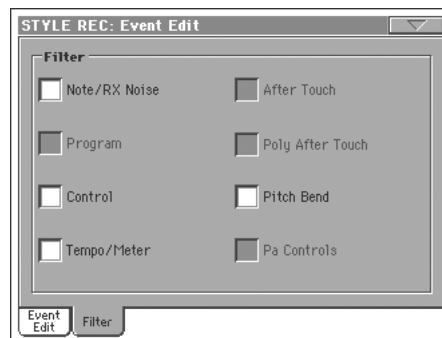 STYLE REC: Event Edit
Filter
Note/RX Noise
After Touch
Program
Poly After Touch
Control
Pitch Bend
Tempo/Meter
Pa Controls
Event
Edit
Filter